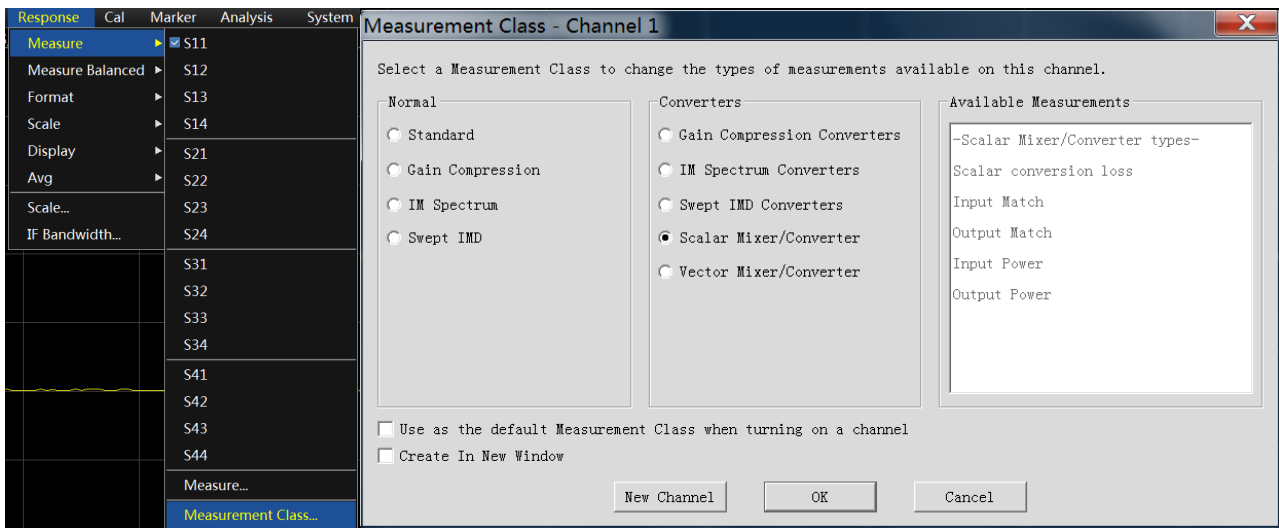 Response Cal Marker Analysis System
Measure
Measure Balanced
Format
Scale
Display
Avg
Scale...
IF Bandwidth...
S11
S12
S13
S14
S21
S22
S23
S24
S31
S32
S33
S34
S41
S42
S43
S44
Measure...
Measurement Class...
Measurement Class - Channel 1
Select a Measurement Class to change the types of measurements available on this channel.
Normal
Standard
Gain Compression
IM Spectrum
Swept IMD
Converters
Gain Compression Converters
IM Spectrum Converters
Swept IMD Converters
Scalar Mixer/Converter
Vector Mixer/Converter
Available Measurements
-Scalar Mixer/Converter types-
Scalar conversion loss
Input Match
Output Match
Input Power
Output Power
Use as the default Measurement Class when turning on a channel
Create In New Window
New Channel OK Cancel